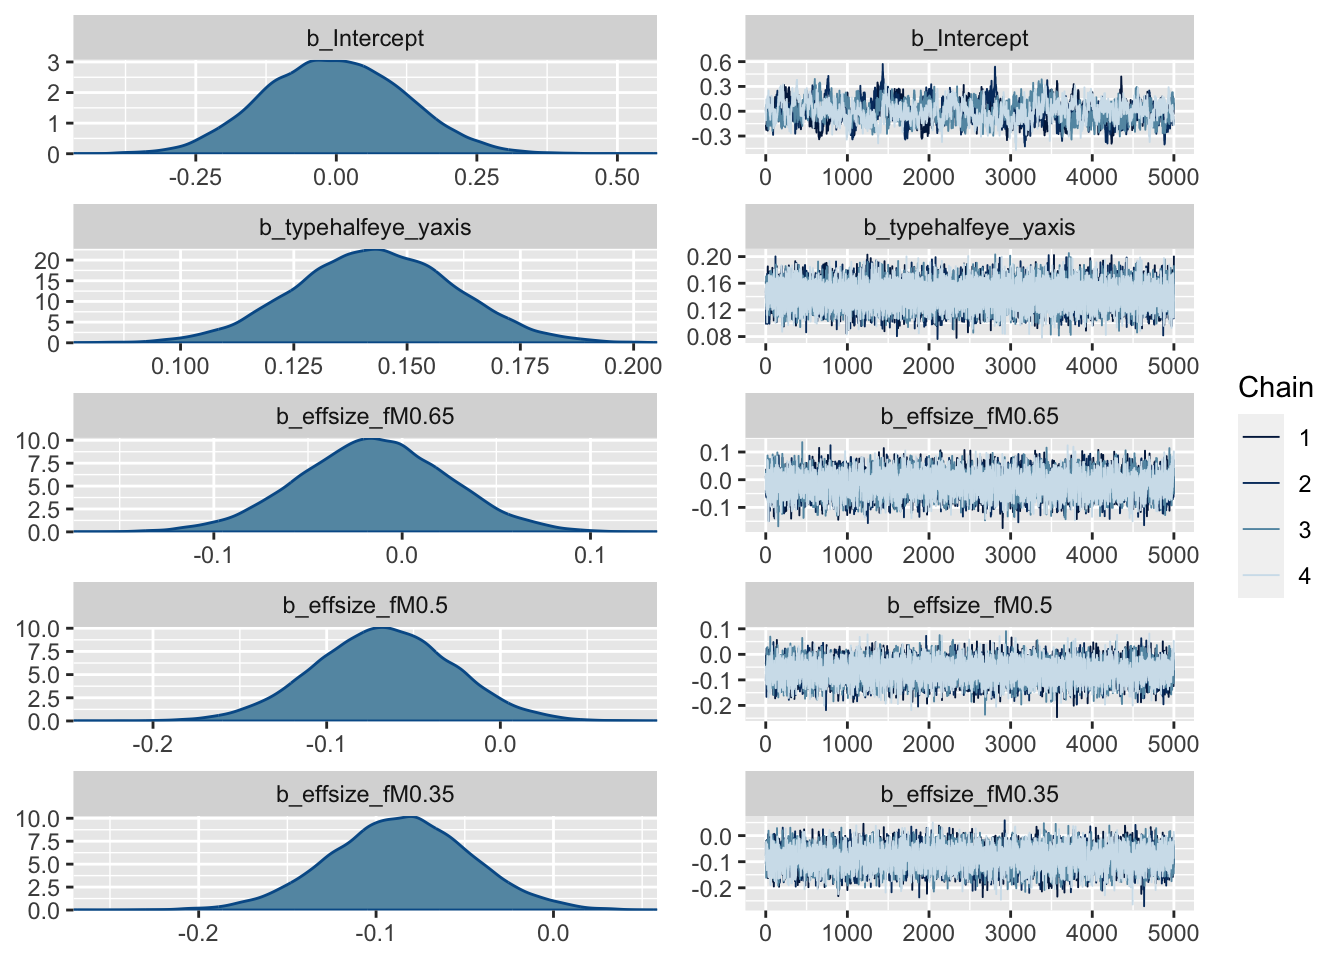 b_Intercept
3
2
1
0
-0.25 0.00 0.25 0.50
b_Intercept
0.6
0.3
0.0
-0.3
0 1000 2000 3000 4000 5000
b_typehalfeye_yaxis
20
15
10
5
0
0.100 0.125 0.150 0.175 0.200
b_typehalfeye_yaxis
0.20
0.16
0.12
0.08
0 1000 2000 3000 4000 5000
b_effsize_fM0.65
10.0
7.5
5.0
2.5
0.0
-0.1 0.0 0.1
b_effsize_fM0.65
0.1
0.0
-0.1
0 1000 2000 3000 4000 5000
b_effsize_fM0.5
10.0
7.5
5.0
2.5
0.0
-0.2 -0.1 0.0
b_effsize_fM0.5
0.1
0.0
-0.1
-0.2
0 1000 2000 3000 4000 5000
b_effsize_fM0.35
10.0
7.5
5.0
2.5
0.0
-0.2 -0.1 0.0
b_effsize_fM0.35
0.0
-0.1
-0.2
0 1000 2000 3000 4000 5000
Chain
1
2
3
4